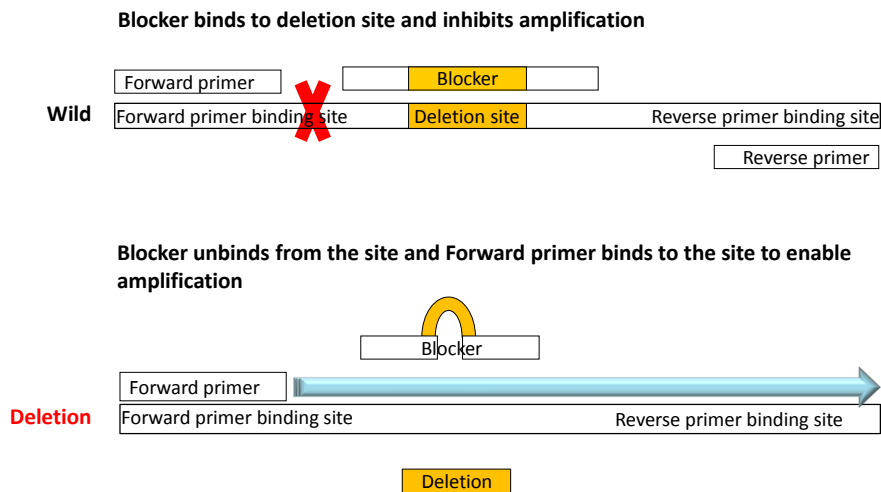 Blocker binds to deletion site and inhibits amplification
Forward primer
Blocker
Wild
Forward primer binding site
Deletion site
Reverse primer binding site
Reverse primer
Blocker unbinds from the site and Forward primer binds to the site to enable
amplification
Blocker
Forward primer
Deletion
Forward primer binding site
Reverse primer binding site
Deletion